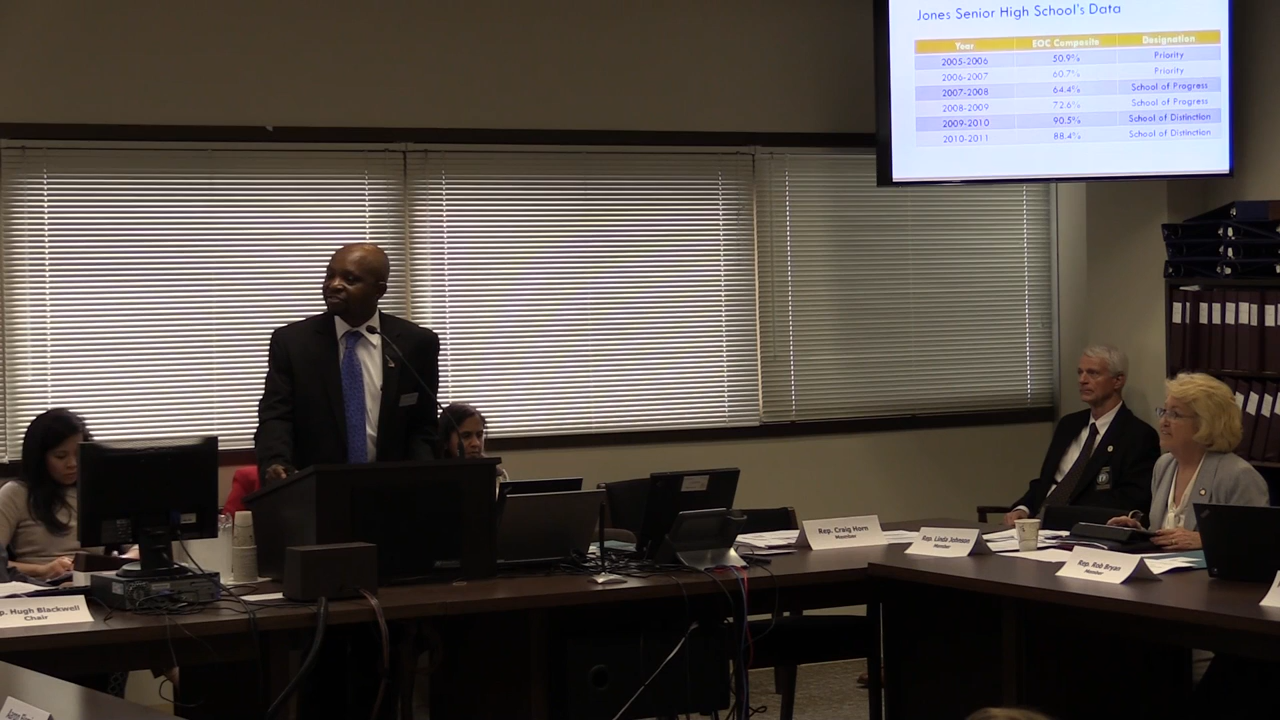 Jones Senior High School's Data
Year EOC Composite Designation
2005-2006 50.9% Priority
2006-2007 60.7% Priority
2007-2008 64.4% School of Progress
2008-2009 72.6% School of Progress
2009-2010 90.5% School of Distinction
2010-2011 88.4% School of Distinction
Rep. Craig Horn
Member
Rep. Linda Johnson
Member
Rep. Rob Bryan
Member
p. Hugh Blackwell
Chair